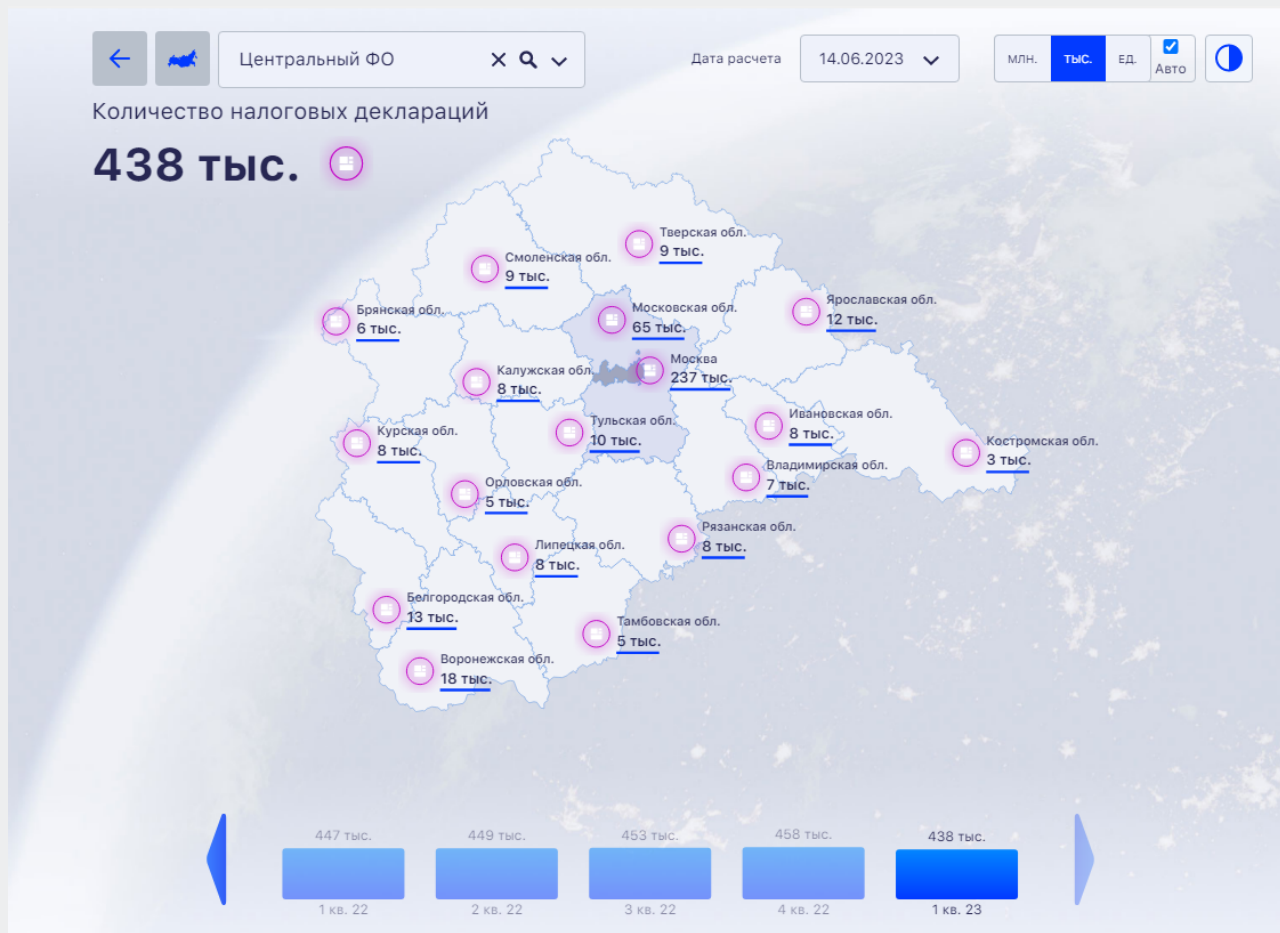 Центральный ФО
Дата расчета
14.06.2023
МЛН.
ТЫС.
ЕД.
Авто
Количество налоговых деклараций
438 тыс.
Тверская обл.
9 тыс.
Смоленская обл.
9 тыс.
Московская обл.
65 тыс.
Ярославская обл.
12 тыс.
Брянская обл.
6 тыс.
Москва
237 тыс.
Калужская обл.
8 тыс.
Ивановская обл.
8 тыс.
Тульская обл.
10 тыс.
Курская обл.
8 тыс.
Костромская обл.
3 тыс.
Владимирская обл.
7 тыс.
Орловская обл.
5 тыс.
Рязанская обл.
8 тыс.
Липецкая обл.
8 тыс.
Белгородская обл.
13 тыс.
Тамбовская обл.
5 тыс.
Воронежская обл.
18 тыс.
447 тыс.
449 тыс.
453 тыс.
458 тыс.
438 тыс.
1 кв. 22
2 кв. 22
3 кв. 22
4 кв. 22
1 кв. 23